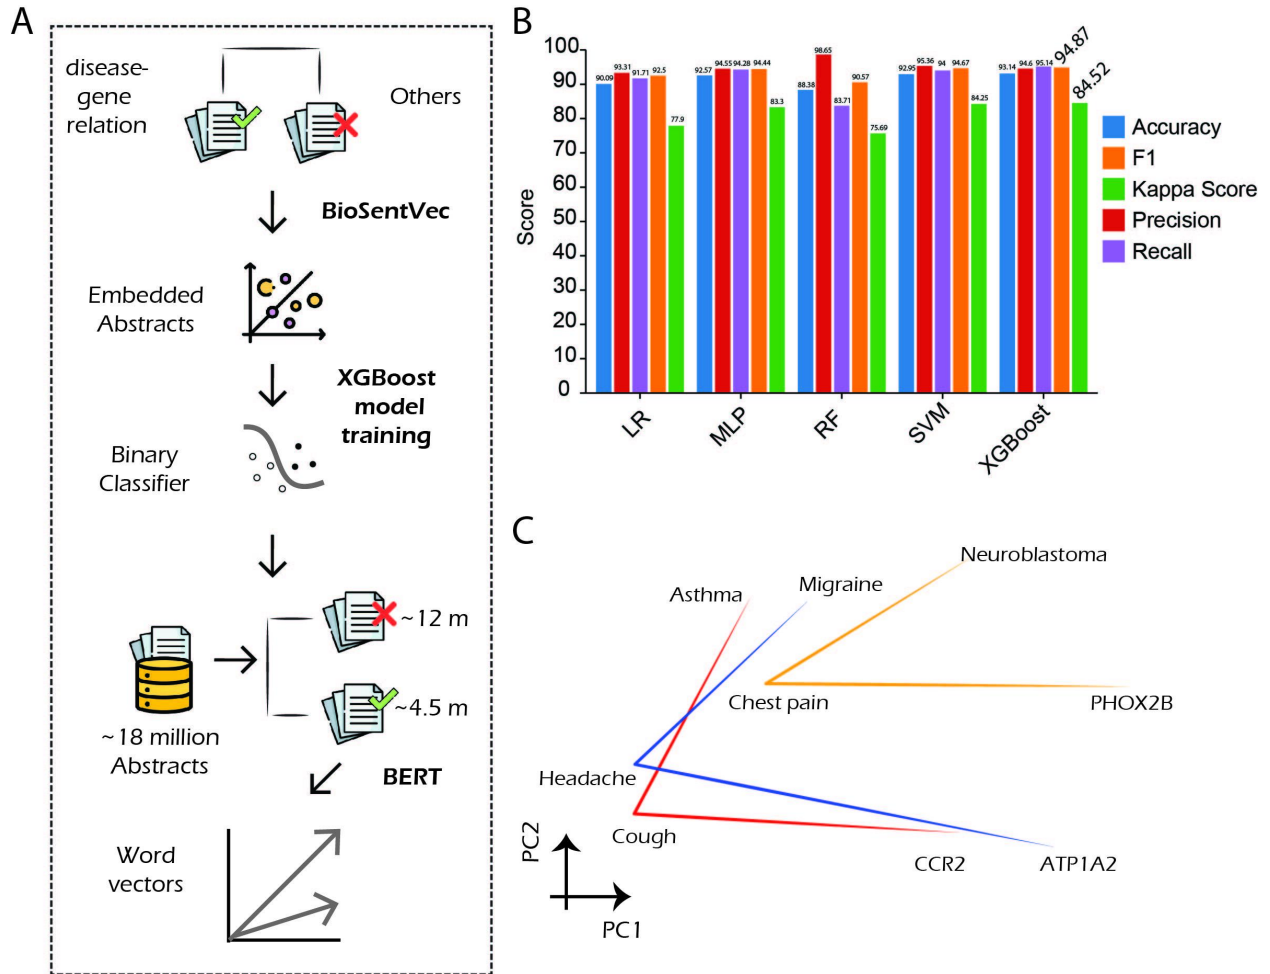 A
disease-
gene
relation
Others
BioSentVec
Embedded
Abstracts
XGBoost
model
training
Binary
Classifier
~12 m
~4.5 m
~18 million
Abstracts
BERT
Word
vectors
B
Score
100
90
80
70
60
50
40
30
20
10
0
90.09
93.31
91.71
92.5
77.9
92.57
94.55
94.28
94.44
83.3
88.38
98.65
83.71
90.57
75.69
92.95
95.36
94
94.67
84.25
93.14
94.6
95.14
94.87
84.52
LR
MLP
RF
SVM
XGBoost
Accuracy
F1
Kappa Score
Precision
Recall
C
Neuroblastoma
Asthma
Migraine
Chest pain
PHOX2B
Headache
Cough
CCR2
ATP1A2
PC2
PC1